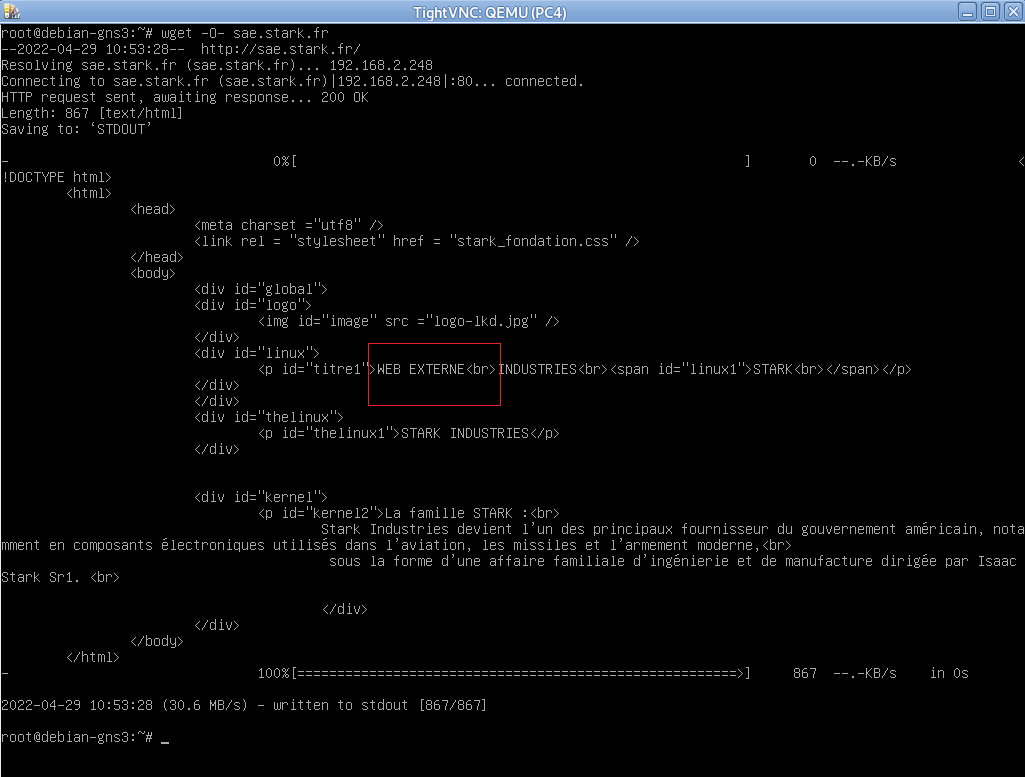 TightVNC: QEMU (PC4)
root@debian-gns3:~# wget -O- sae.stark.fr
--2022-04-29 10:53:28--  http://sae.stark.fr/
Resolving sae.stark.fr (sae.stark.fr)... 192.168.2.248
Connecting to sae.stark.fr (sae.stark.fr)|192.168.2.248|:80... connected.
HTTP request sent, awaiting response... 200 OK
Length: 867 [text/html]
Saving to: ‘STDOUT’
-                                 0%[                                                        ]       0  --.-KB/s               <
!DOCTYPE html>
<html>
<head>
<meta charset ="utf8" />
<link rel = "stylesheet" href = "stark_fondation.css" />
</head>
<body>
<div id="global">
<div id="logo">
<img id="image" src ="logo-lkd.jpg" />
</div>
<div id="linux">
<p id="titre1">WEB EXTERNE<br>INDUSTRIES<br><span id="linux1">STARK<br></span></p>
</div>
</div>
<div id="thelinux">
<p id="thelinux1">STARK INDUSTRIES</p>
</div>
<div id="kernel">
<p id="kernel2">La famille STARK :<br>
Stark Industries devient l'un des principaux fournisseur du gouvernement américain, nota
mment en composants électroniques utilisés dans l'aviation, les missiles et l'armement moderne,<br>
sous la forme d'une affaire familiale d'ingénierie et de manufacture dirigée par Isaac
Stark Sr1. <br>
</div>
</div>
</body>
</html>
-                               100%[=======================================================>]     867  --.-KB/s    in 0s
2022-04-29 10:53:28 (30.6 MB/s) - written to stdout [867/867]
root@debian-gns3:~# _